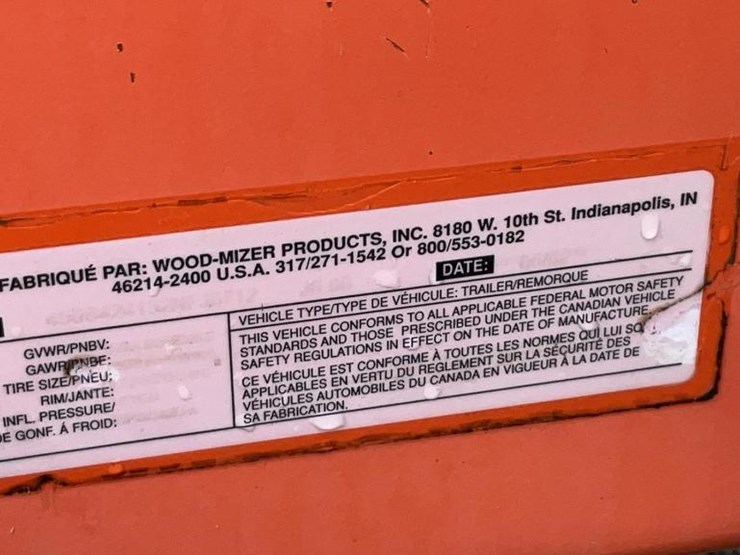 FABRIQUÉ PAR: WOOD-MIZER PRODUCTS, INC. 8180 W. 10th St. Indianapolis, IN
46214-2400 U.S.A. 317/271-1542 Or 800/553-0182
DATE:
GVWR/PNBV:
GAWR/PNBE:
TIRE SIZE/PNEU:
RIM/JANTE:
INFL. PRESSURE/
DE GONF. Á FROID:
VEHICLE TYPE/TYPE DE VÉHICULE: TRAILER/REMORQUE
THIS VEHICLE CONFORMS TO ALL APPLICABLE FEDERAL MOTOR SAFETY
STANDARDS AND THOSE PRESCRIBED UNDER THE CANADIAN VEHICLE
SAFETY REGULATIONS IN EFFECT ON THE DATE OF MANUFACTURE.
CE VÉHICULE EST CONFORME À TOUTES LES NORMES QUI LUI
APPLICABLES EN VERTU DU REGLEMENT SUR LA SÉCURITÉ DES
VÉHICULES AUTOMOBILES DU CANADA EN VIGUEUR À LA DATE DE
SA FABRICATION.